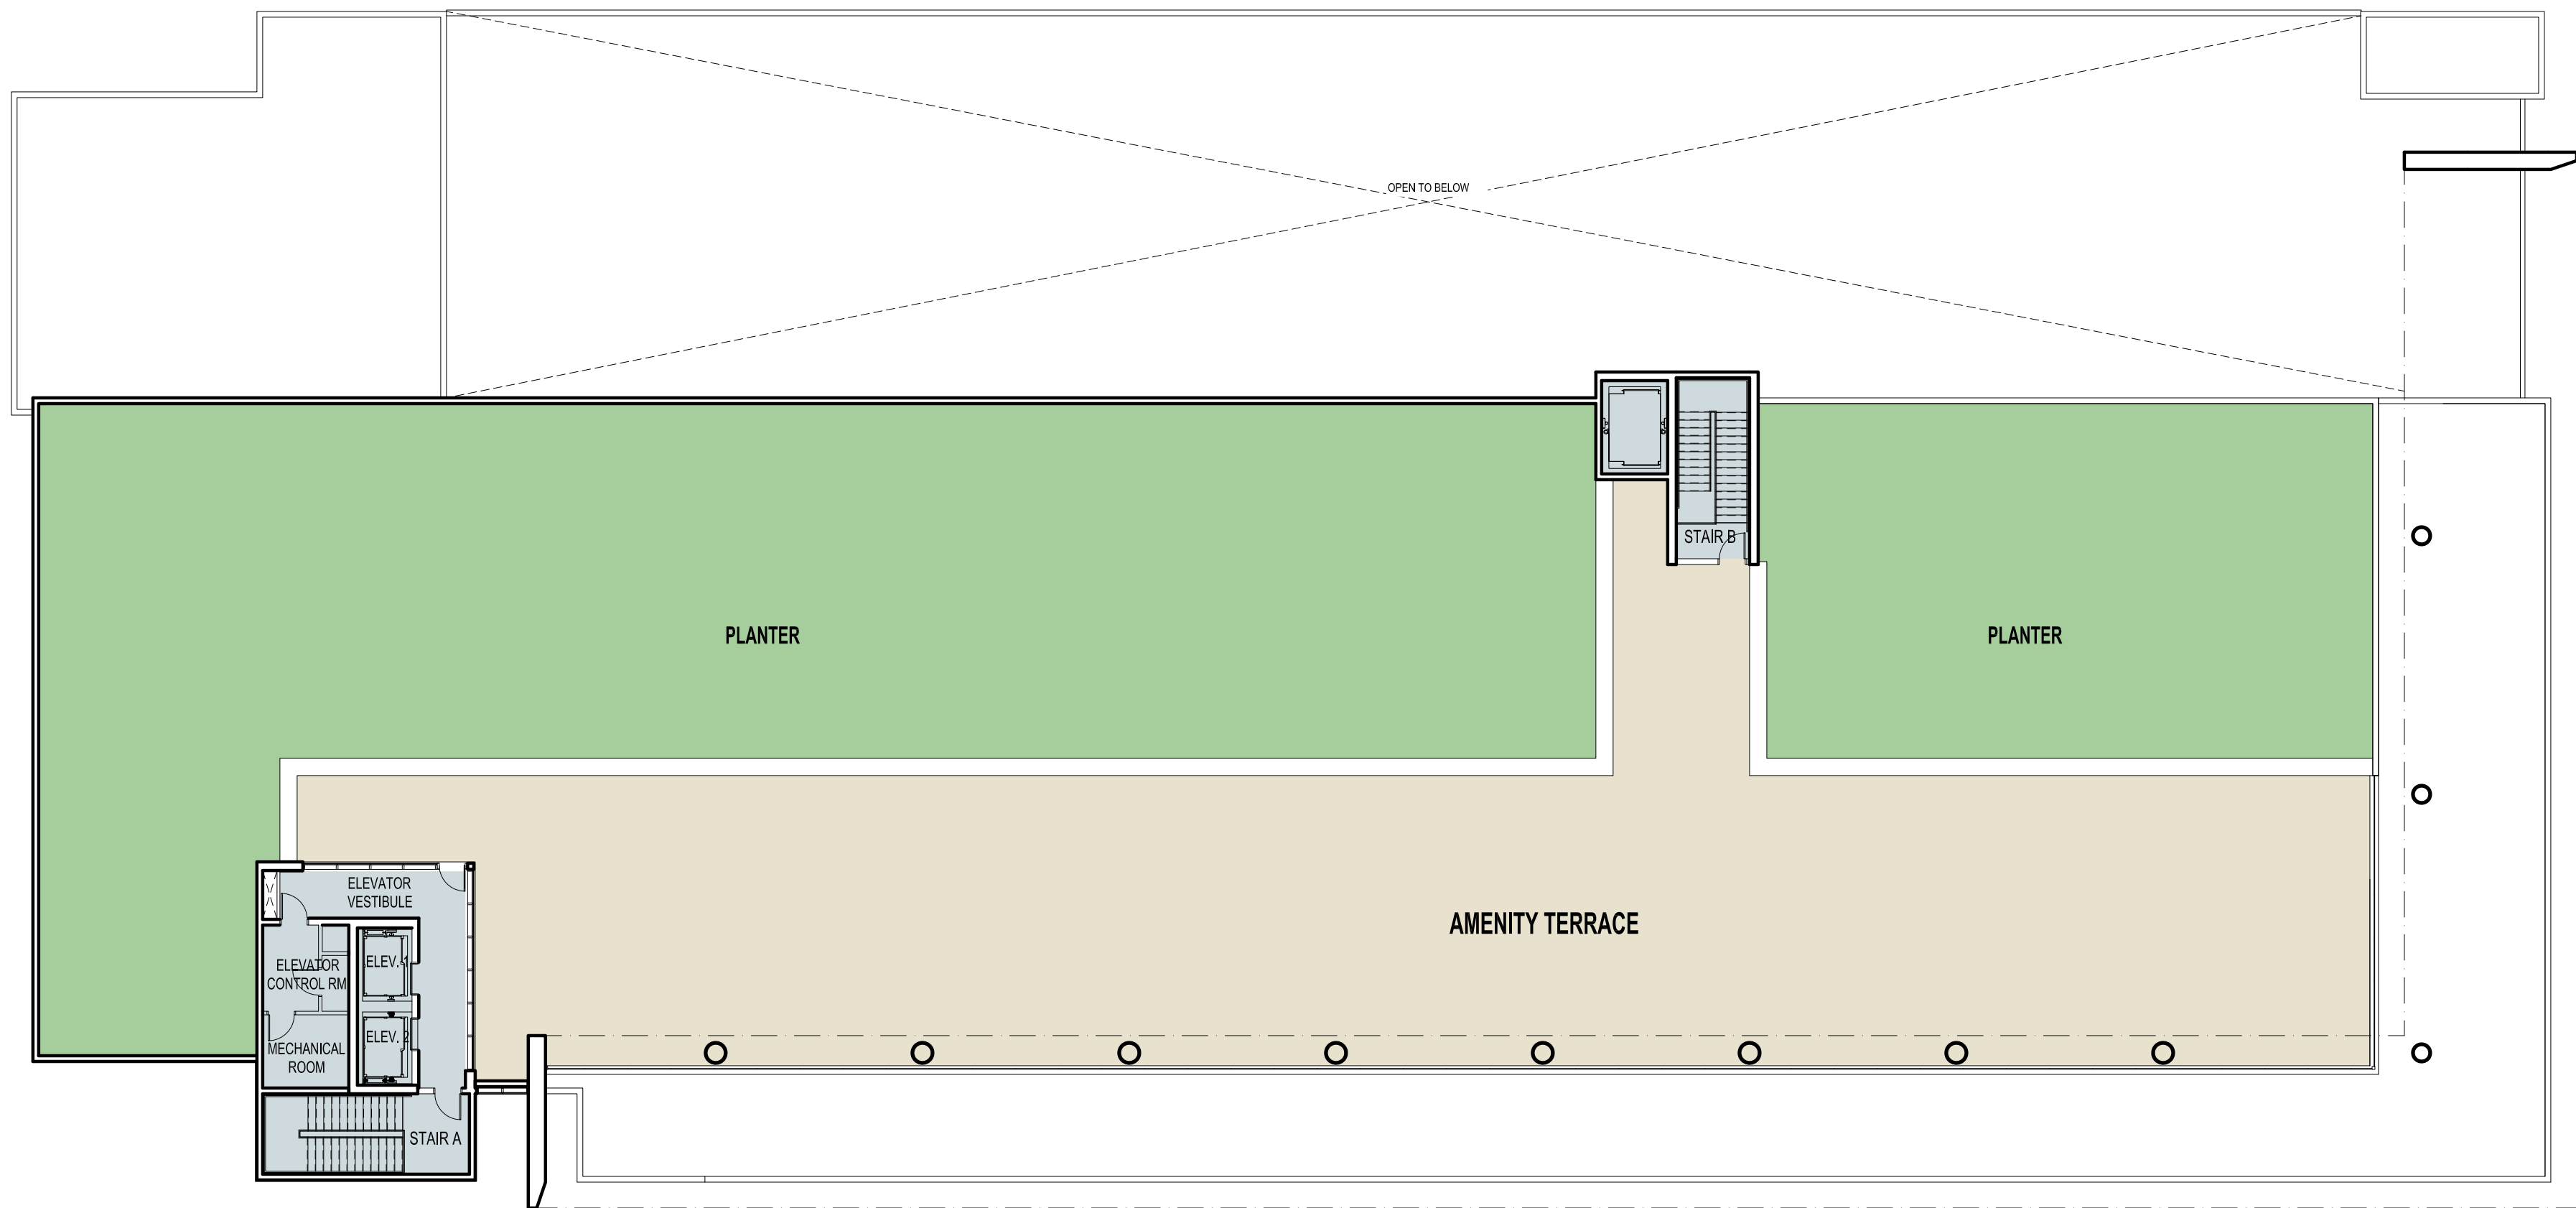 OPEN TO BELOW
STAIR B
PLANTER
PLANTER
ELEVATOR
VESTIBULE
AMENITY TERRACE
ELEV. 1
ELEVATOR
CONTROL RM
ELEV. 2
MECHANICAL
ROOM
STAIR A